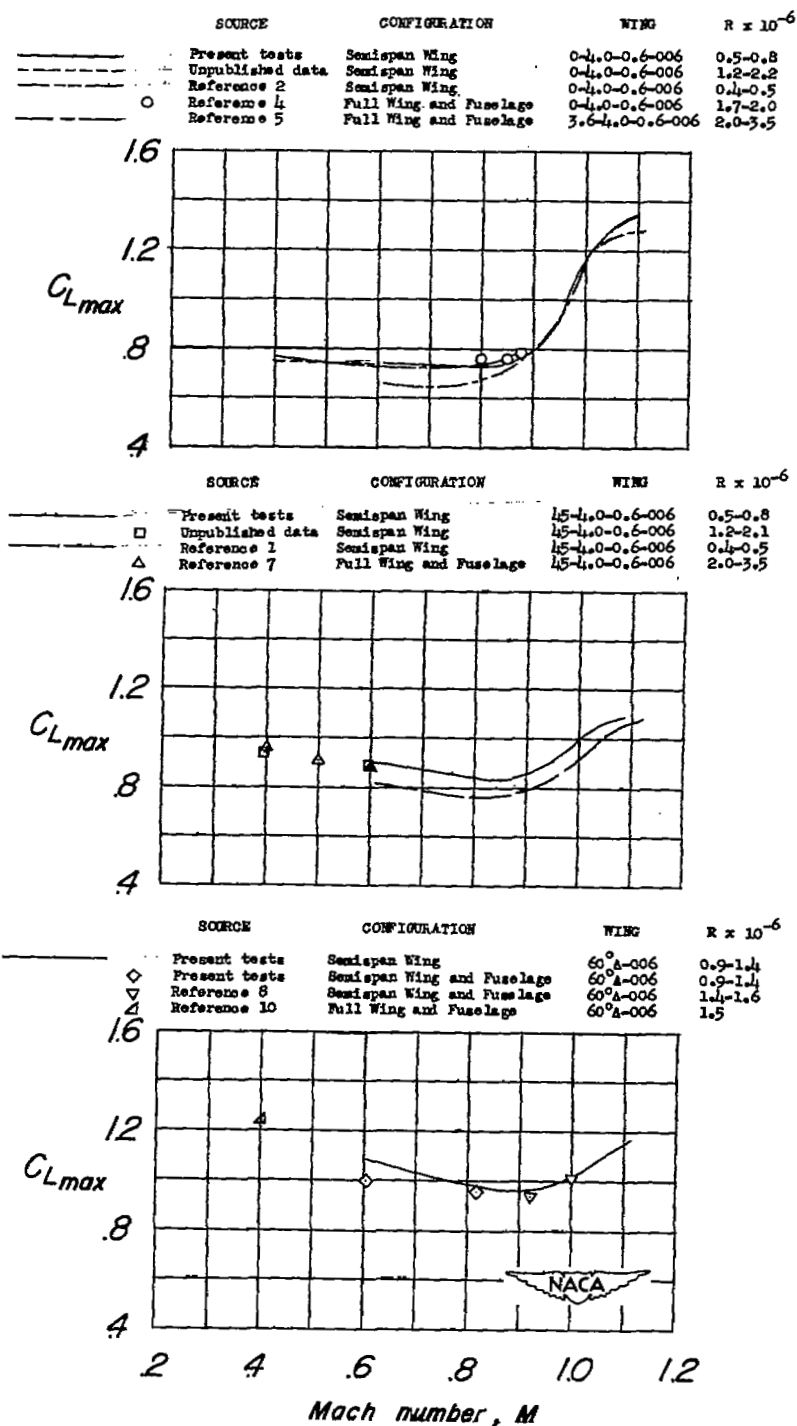 SOURCE CONFIGURATION WING R x 10-6
Present tests Semispan Wing 0-4.0-0.6-006 0.5-0.8
Unpublished data Semispan Wing 0-4.0-0.6-006 1.2-2.2
Reference 2 Semispan Wing 0-4.0-0.6-006 0.4-0.5
Reference 4 Full Wing and Fuselage 0-4.0-0.6-006 1.7-2.0
Reference 5 Full Wing and Fuselage 3.6-4.0-0.6-006 2.0-3.5
1.6
1.2
CLmax
.8
.4
SOURCE CONFIGURATION WING R x 10-6
Present tests Semispan Wing 45-4.0-0.6-006 0.5-0.8
Unpublished data Semispan Wing 45-4.0-0.6-006 1.2-2.1
Reference 1 Semispan Wing 45-4.0-0.6-006 0.4-0.5
Reference 7 Full Wing and Fuselage 45-4.0-0.6-006 2.0-3.5
1.6
1.2
CLmax
.8
.4
SOURCE CONFIGURATION WING R x 10-6
Present tests Semispan Wing 60°Δ-006 0.9-1.4
Present tests Semispan Wing and Fuselage 60°Δ-006 0.9-1.4
Reference 8 Semispan Wing and Fuselage 60°Δ-006 1.4-1.6
Reference 10 Full Wing and Fuselage 60°Δ-006 1.5
1.6
1.2
CLmax
.8
NACA
.4
.2 .4 .6 .8 1.0 1.2
Mach number, M